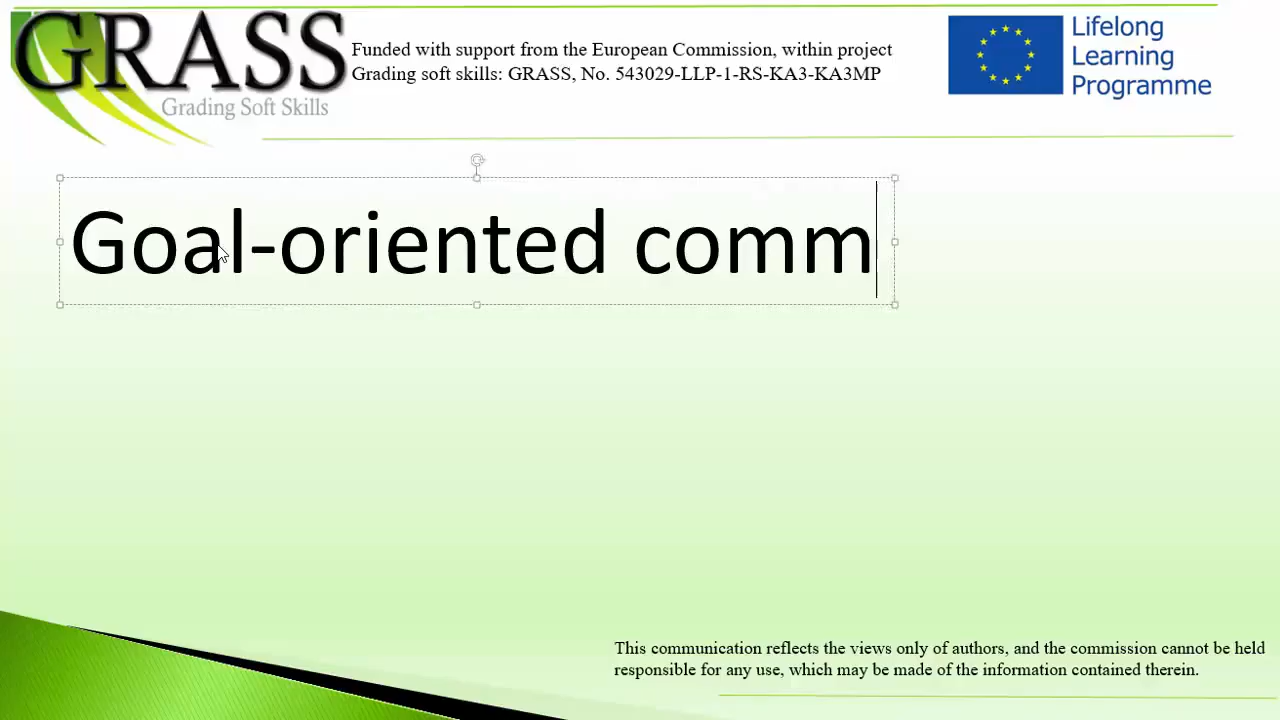 GRASS
Grading Soft Skills
Funded with support from the European Commission, within project
Grading soft skills: GRASS, No. 543029-LLP-1-RS-KA3-KA3MP
Lifelong
Learning
Programme
Goal-oriented comm
This communication reflects the views only of authors, and the commission cannot be held
responsible for any use, which may be made of the information contained therein.